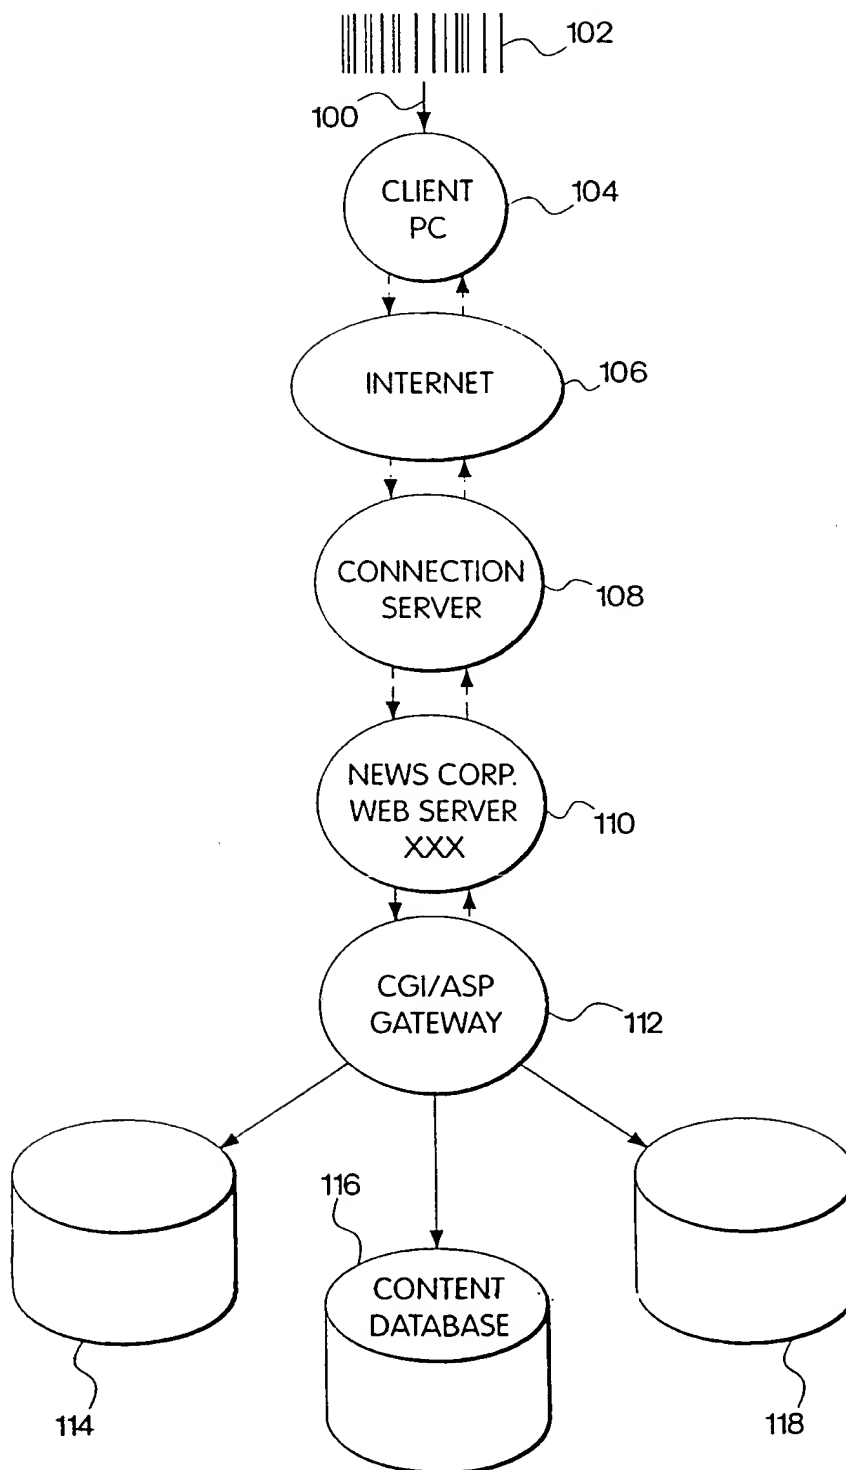 102
100
CLIENT
PC
104
INTERNET
106
CONNECTION
SERVER
108
NEWS CORP.
WEB SERVER
XXX
110
CGI/ASP
GATEWAY
112
116
CONTENT
DATABASE
114
118